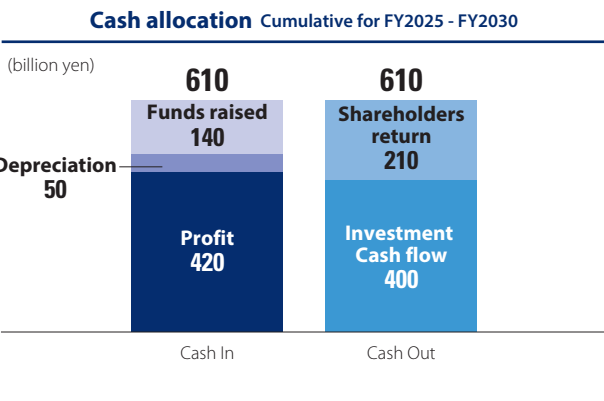 Cash allocation Cumulative for FY2025 - FY2030
(billion yen)
610
610
Funds raised
140
Shareholders
return
210
Depreciation
50
Profit
420
Investment
Cash flow
400
Cash In
Cash Out